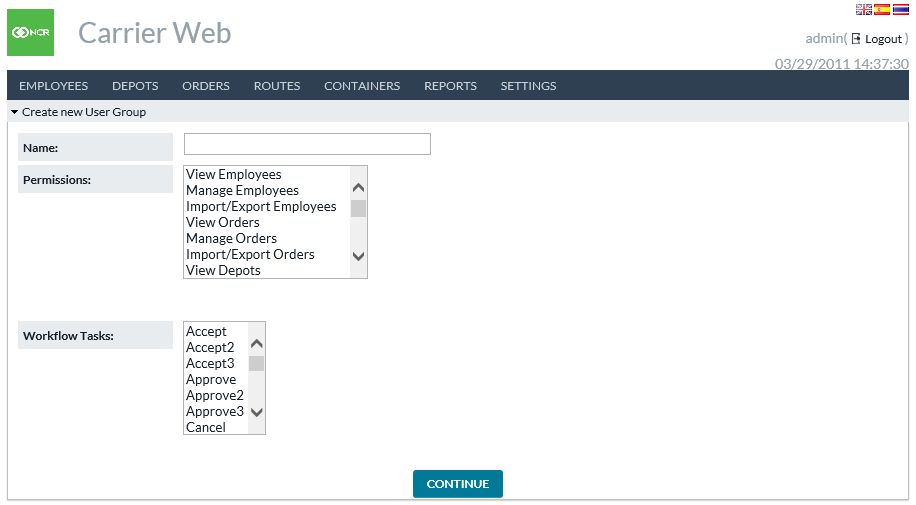 NCR
Carrier Web
admin( Logout )
03/29/2011 14:37:30
EMPLOYEES DEPOTS ORDERS ROUTES CONTAINERS REPORTS SETTINGS
Create new User Group
Name:
Permissions:
View Employees
Manage Employees
Import/Export Employees
View Orders
Manage Orders
Import/Export Orders
View Depots
Workflow Tasks:
Accept
Accept2
Accept3
Approve
Approve2
Approve3
Cancel
CONTINUE